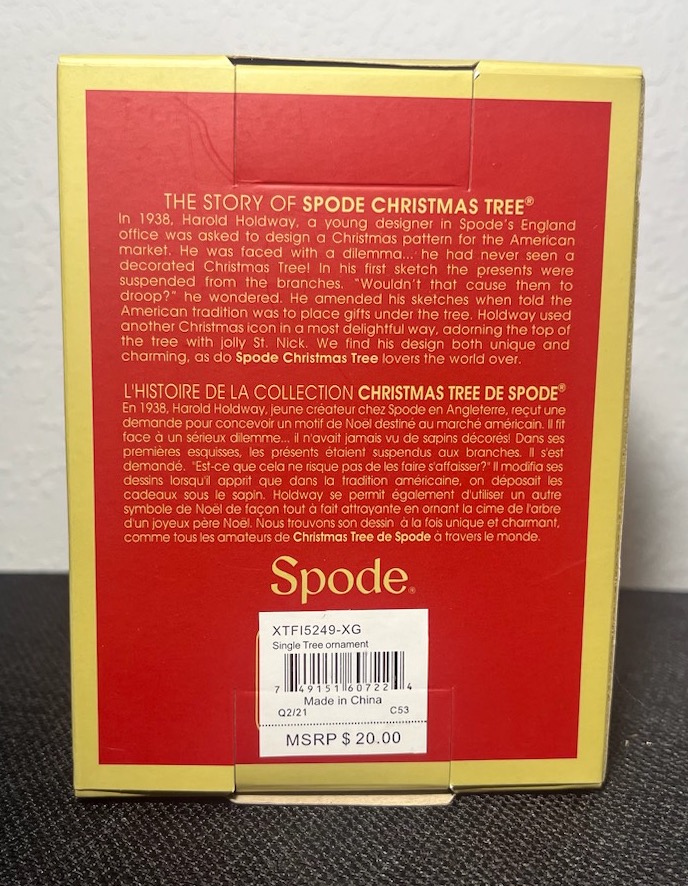 THE STORY OF SPODE CHRISTMAS TREE®
In 1938, Harold Holdway, a young designer in Spode's England
office was asked to design a Christmas pattern for the American
market. He was faced with a dilemma... he had never seen a
decorated Christmas Tree! In his first sketch the presents were
suspended from the branches. "Wouldn't that cause them to
droop?" he wondered. He amended his sketches when told the
American tradition was to place gifts under the tree. Holdway used
another Christmas icon in a most delightful way, adorning the top of
the tree with jolly St. Nick. We find his design both unique and
charming, as do Spode Christmas Tree lovers the world over.
L'HISTOIRE DE LA COLLECTION CHRISTMAS TREE DE SPODE®
En 1938, Harold Holdway, jeune créateur chez Spode en Angleterre, reçut une
demande pour concevoir un motif de Noël destiné au marché américain. Il fit
face à un sérieux dilemme... il n'avait jamais vu de sapins décorés! Dans ses
premières esquisses, les présents étaient suspendus aux branches. Il s'est
demandé. "Est-ce que cela ne risque pas de les faire s'affaisser?" Il modifia ses
dessins lorsqu'il apprit que dans la tradition américaine, on déposait les
cadeaux sous le sapin. Holdway se permit également d'utiliser un autre
symbole de Noël de façon tout à fait attrayante en ornant la cime de l'arbre
d'un joyeux père Noël. Nous trouvons son dessin à la fois unique et charmant,
comme tous les amateurs de Christmas Tree de Spode à travers le monde.
Spode®
XTFI5249-XG
Single Tree ornament
7 49151 60722 4
Made in China
Q2/21 C53
MSRP $ 20.00